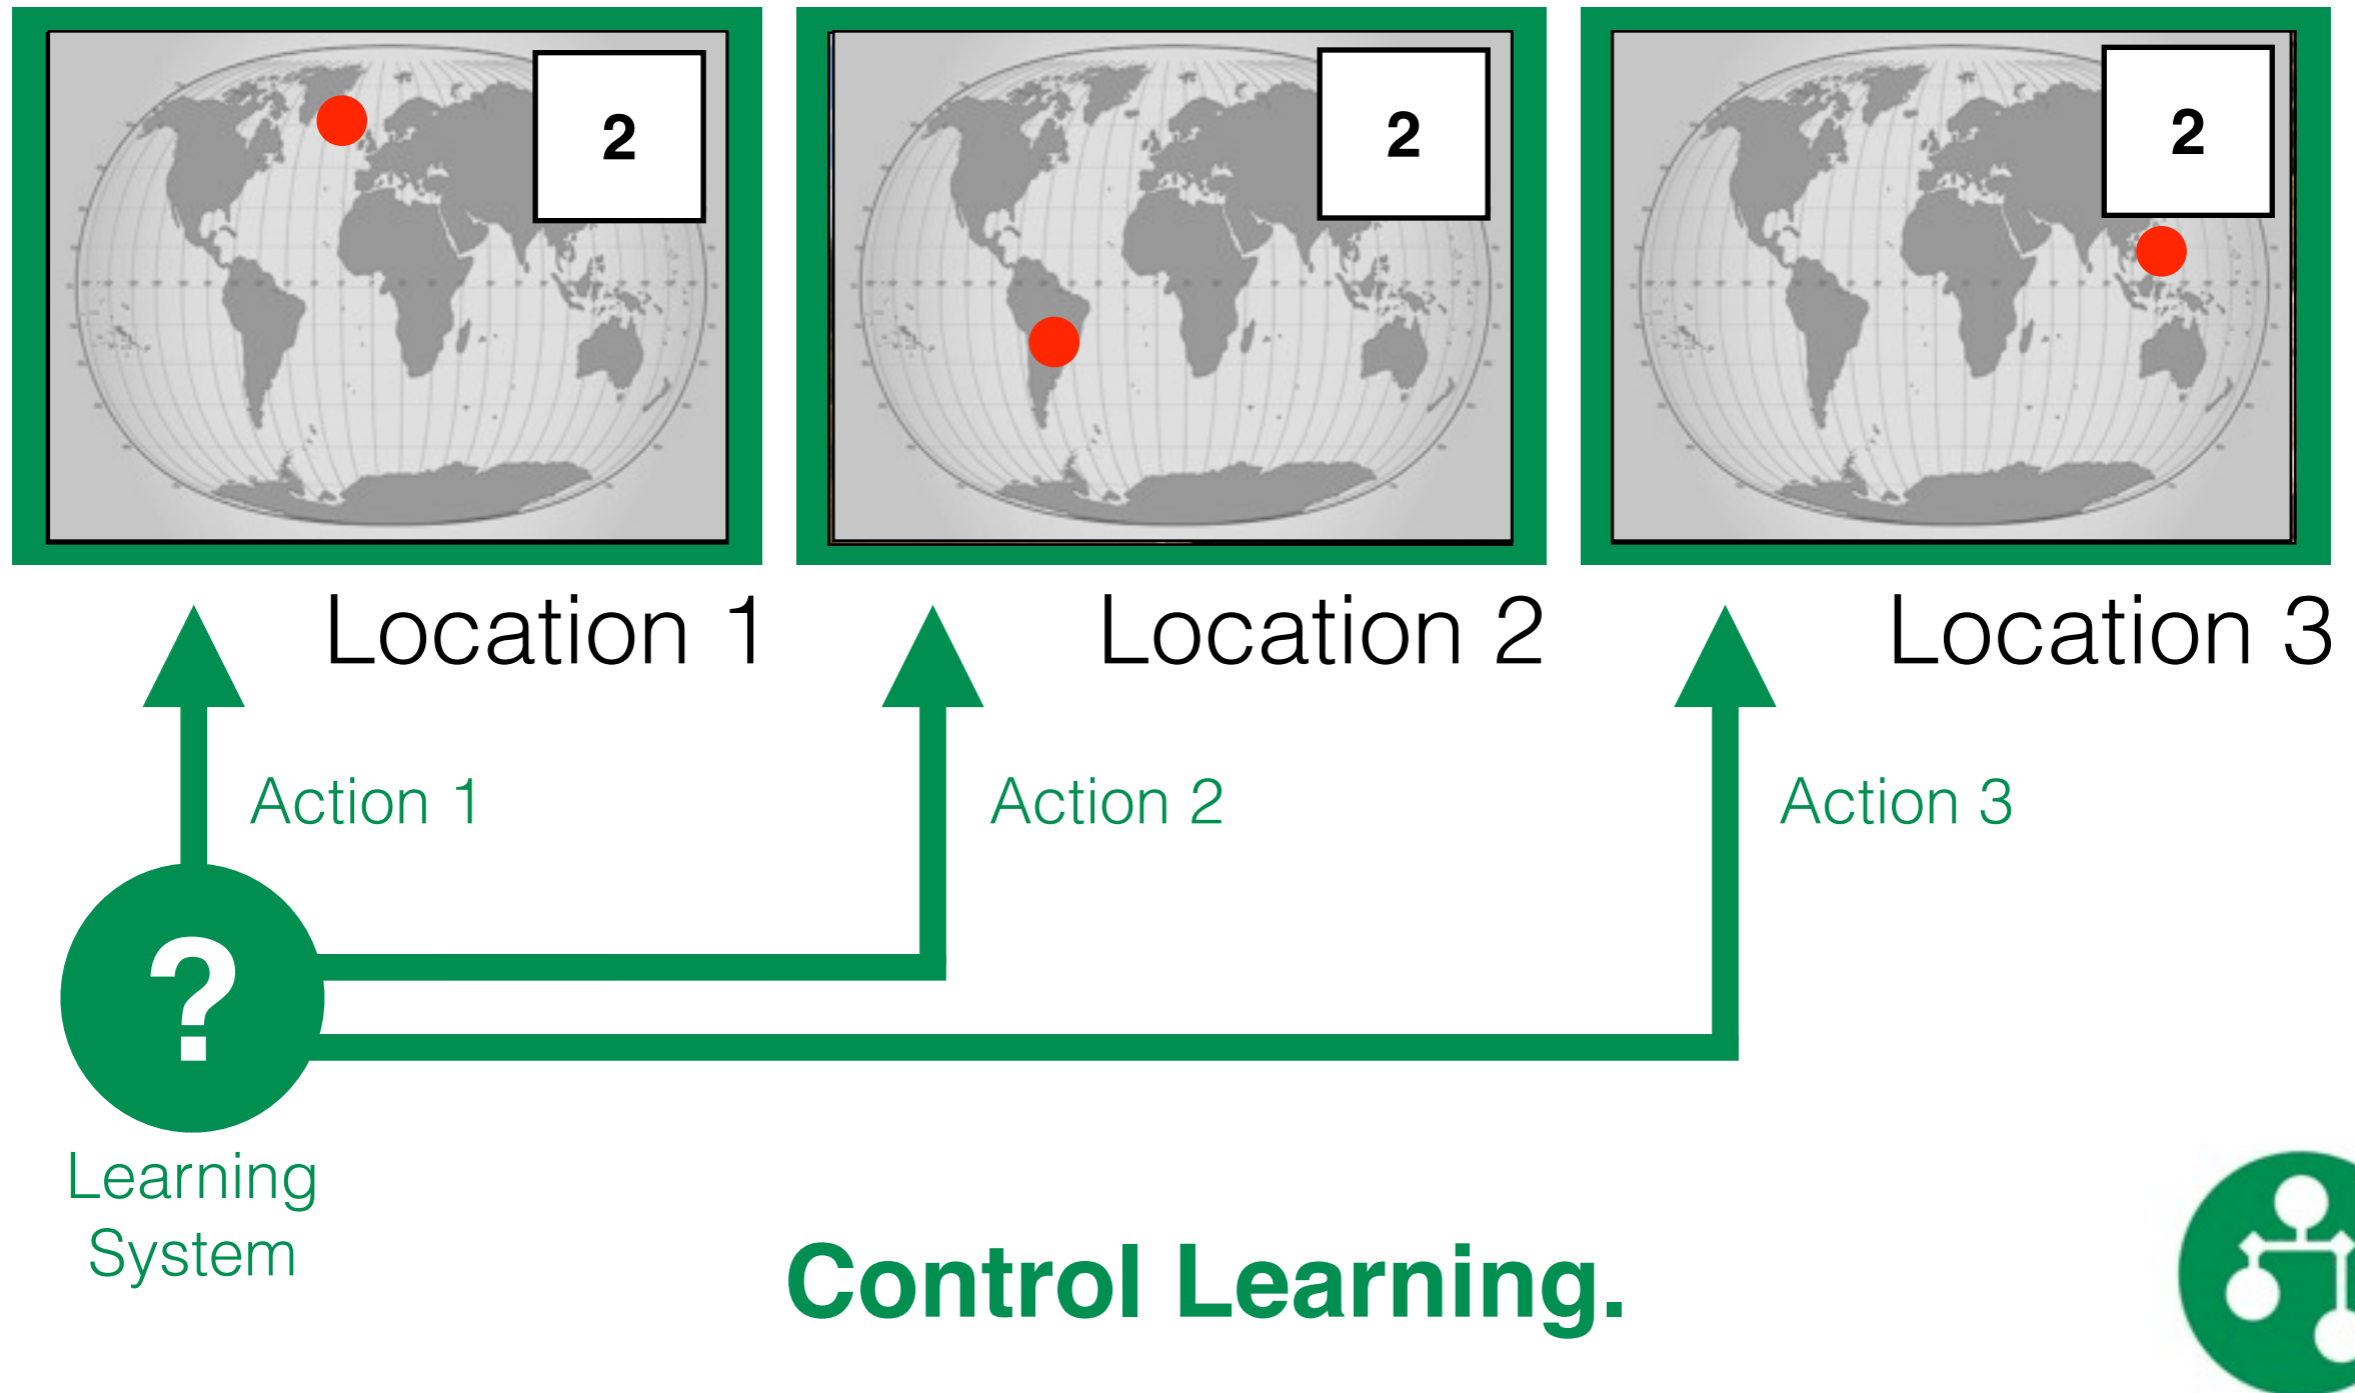 2
2
2
Location 1
Location 2
Location 3
Action 1
Action 2
Action 3
?
Learning
System
Control Learning.